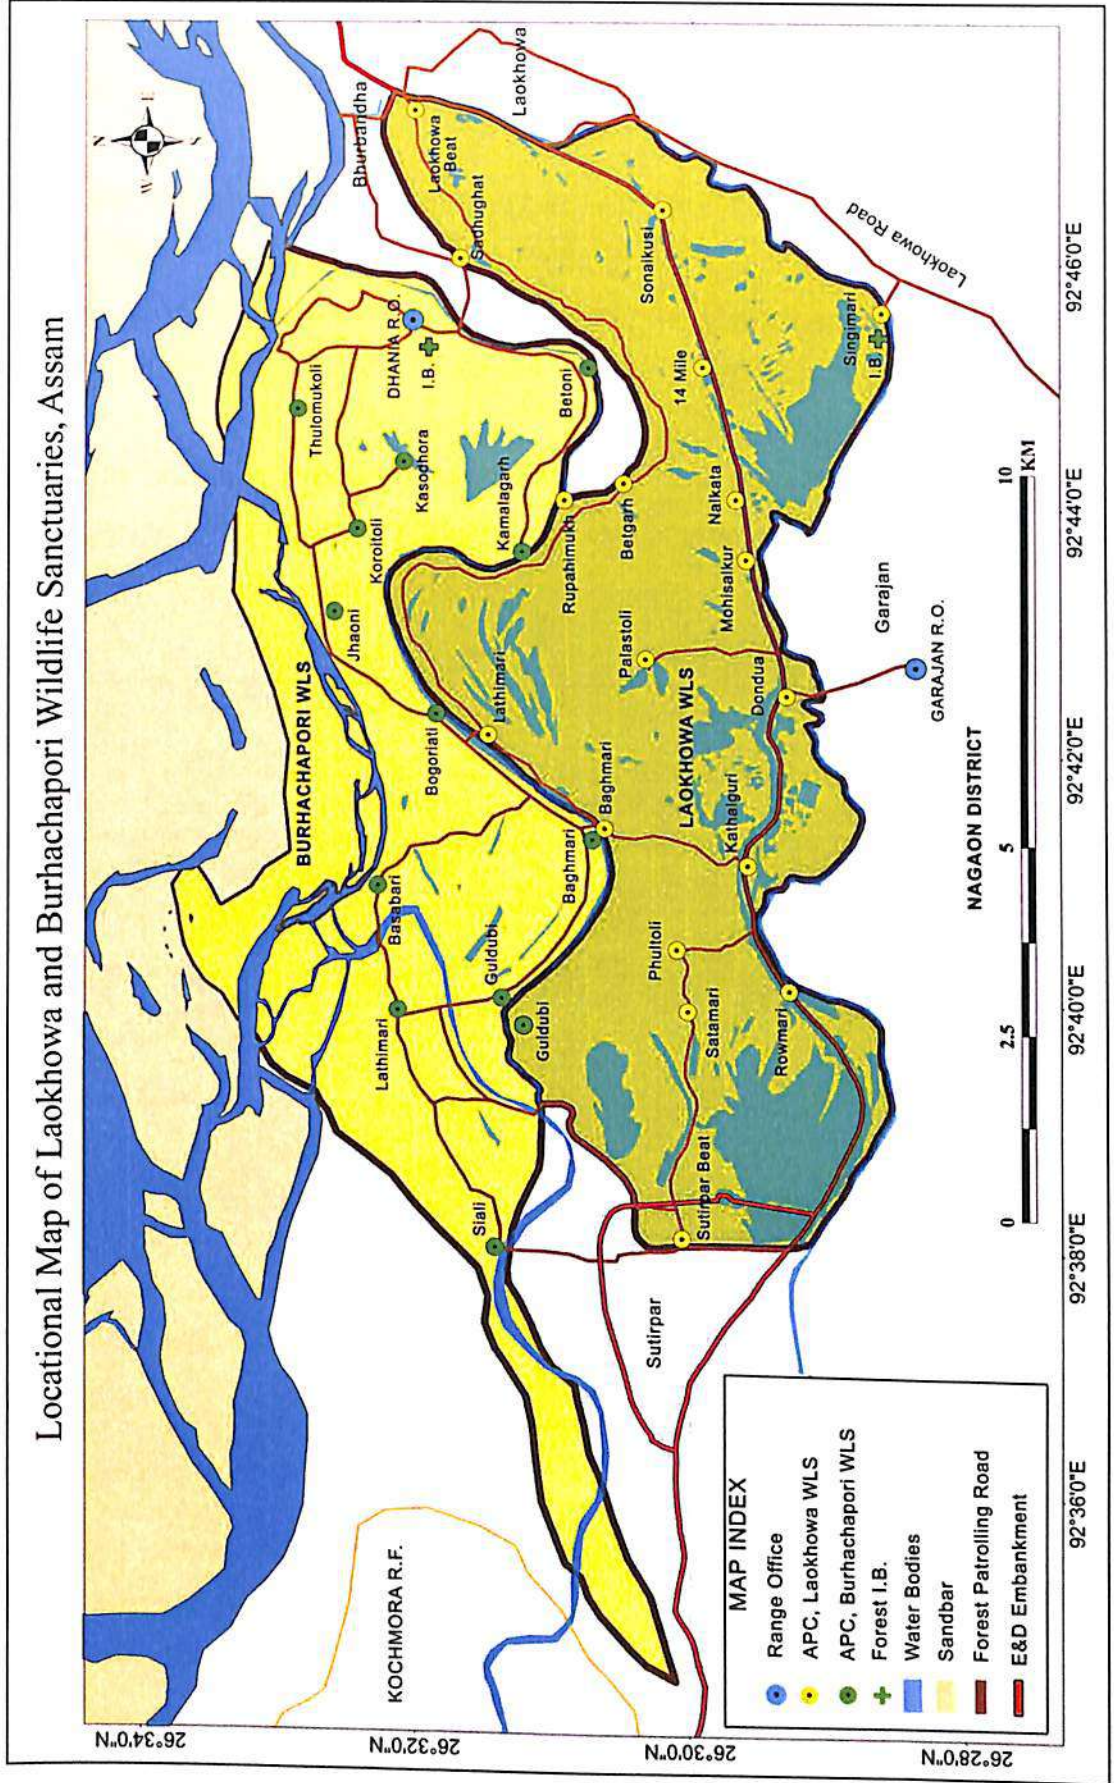 Locational Map of Laokhowa and Burhachapori Wildlife Sanctuaries, Assam
N
W
E
S
26°34'0"N
26°32'0"N
26°30'0"N
26°28'0"N
Bhurbandha
Laokhowa
Laokhowa
Beat
Sadhughat
DHANIA R.O.
I.B.
Thulomukoli
Kasodhora
Koroitoli
Jhaoni
Kamalagarh
Betoni
BURHACHAPORI WLS
Bogoriati
Lathimari
Rupahimukh
Betgarh
Sonalkusi
14 Mile
Nalkata
Mohisalkur
Singimari
I.B.
Laokhowa Road
Palastoli
LAOKHOWA WLS
Dondua
Garajan
GARAJAN R.O.
Basabari
Baghmari
Baghmari
Kathalguri
Guldubi
Guldubi
Lathimari
Phultoli
Satamari
Rowmari
Siali
Sutirpar Beat
Sutirpar
KOCHMORA R.F.
NAGAON DISTRICT
0
2.5
5
10
KM
MAP INDEX
Range Office
APC, Laokhowa WLS
APC, Burhachapori WLS
Forest I.B.
Water Bodies
Sandbar
Forest Patrolling Road
E&D Embankment
92°36'0"E
92°38'0"E
92°40'0"E
92°42'0"E
92°44'0"E
92°46'0"E